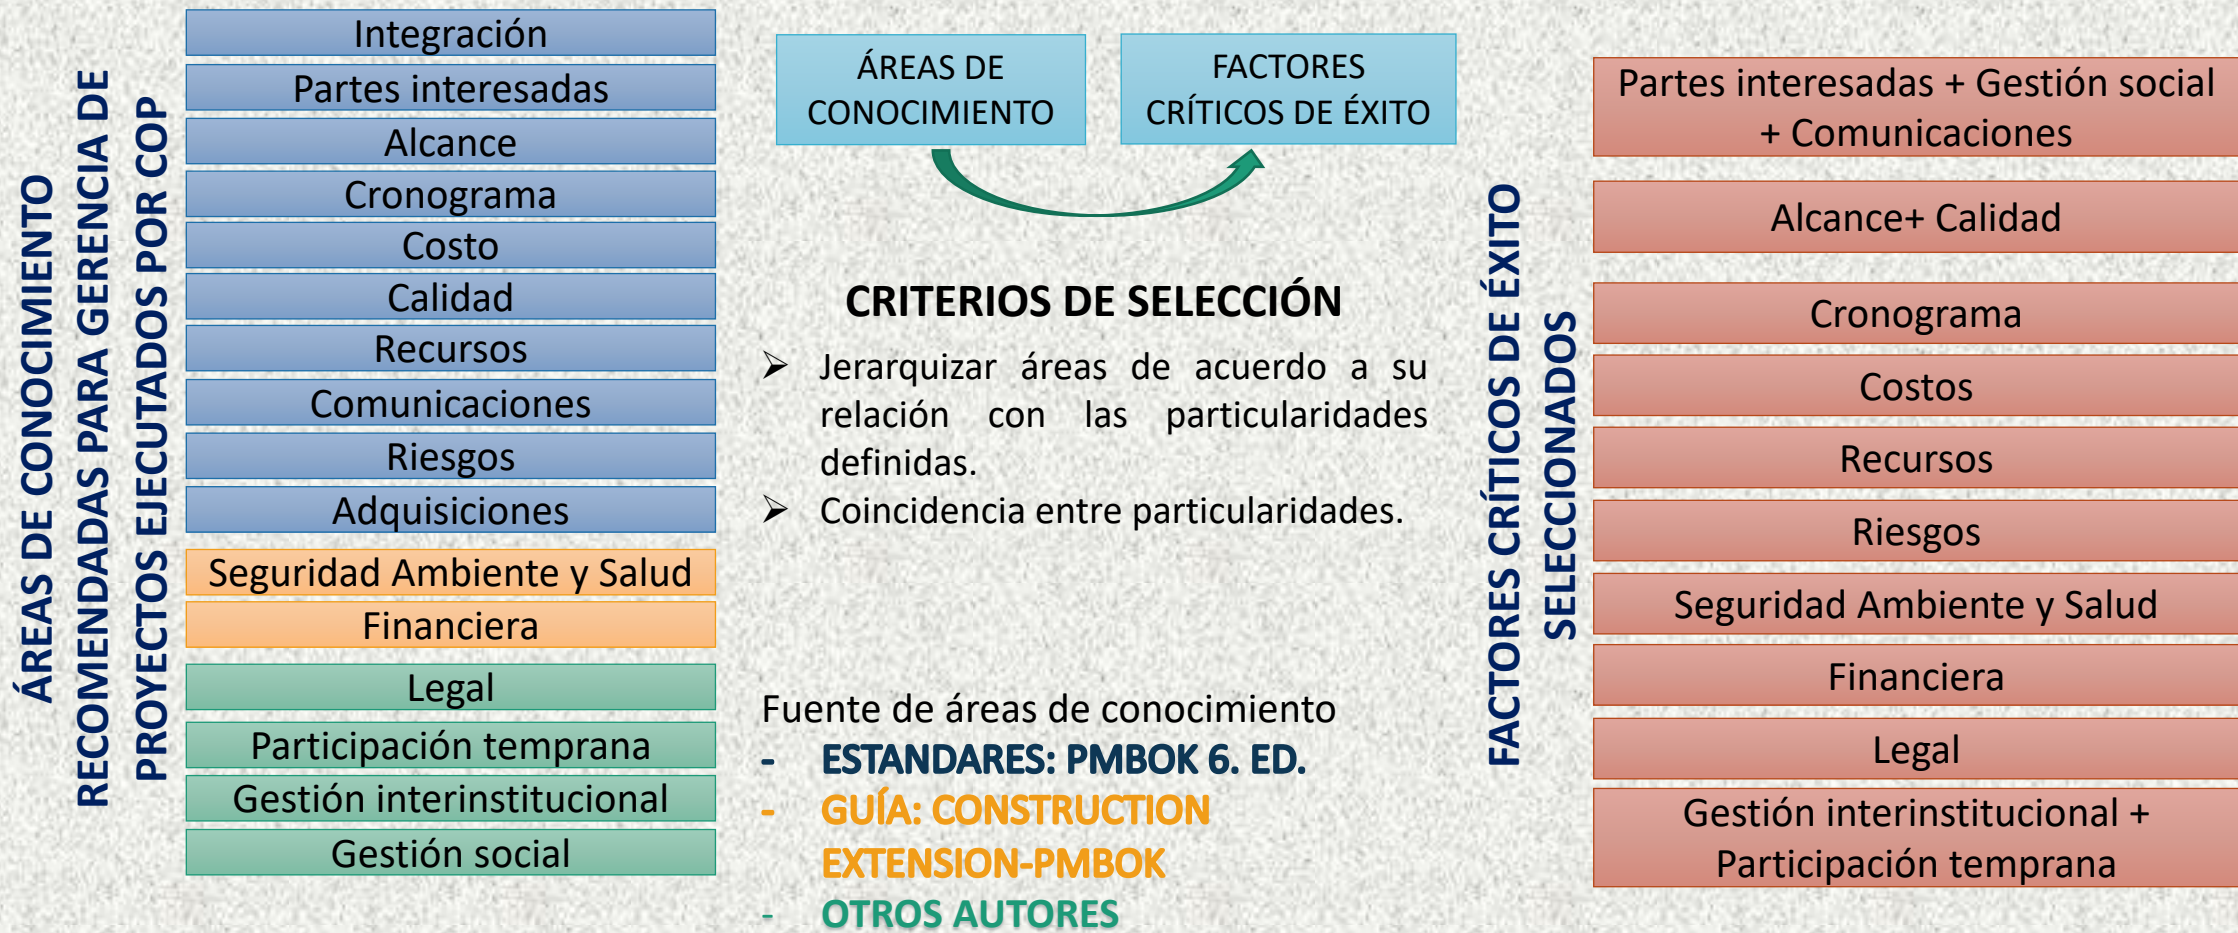 ÁREAS DE CONOCIMIENTO
RECOMENDADAS PARA GERENCIA DE
PROYECTOS EJECUTADOS POR COP
Integración
Partes interesadas
Alcance
Cronograma
Costo
Calidad
Recursos
Comunicaciones
Riesgos
Adquisiciones
Seguridad Ambiente y Salud
Financiera
Legal
Participación temprana
Gestión interinstitucional
Gestión social
ÁREAS DE
CONOCIMIENTO
FACTORES
CRÍTICOS DE ÉXITO
CRITERIOS DE SELECCIÓN
➢ Jerarquizar áreas de acuerdo a su
relación con las particularidades
definidas.
➢ Coincidencia entre particularidades.
Fuente de áreas de conocimiento
- ESTANDARES: PMBOK 6. ED.
- GUÍA: CONSTRUCTION
EXTENSION-PMBOK
- OTROS AUTORES
FACTORES CRÍTICOS DE ÉXITO
SELECCIONADOS
Partes interesadas + Gestión social
+ Comunicaciones
Alcance+ Calidad
Cronograma
Costos
Recursos
Riesgos
Seguridad Ambiente y Salud
Financiera
Legal
Gestión interinstitucional +
Participación temprana